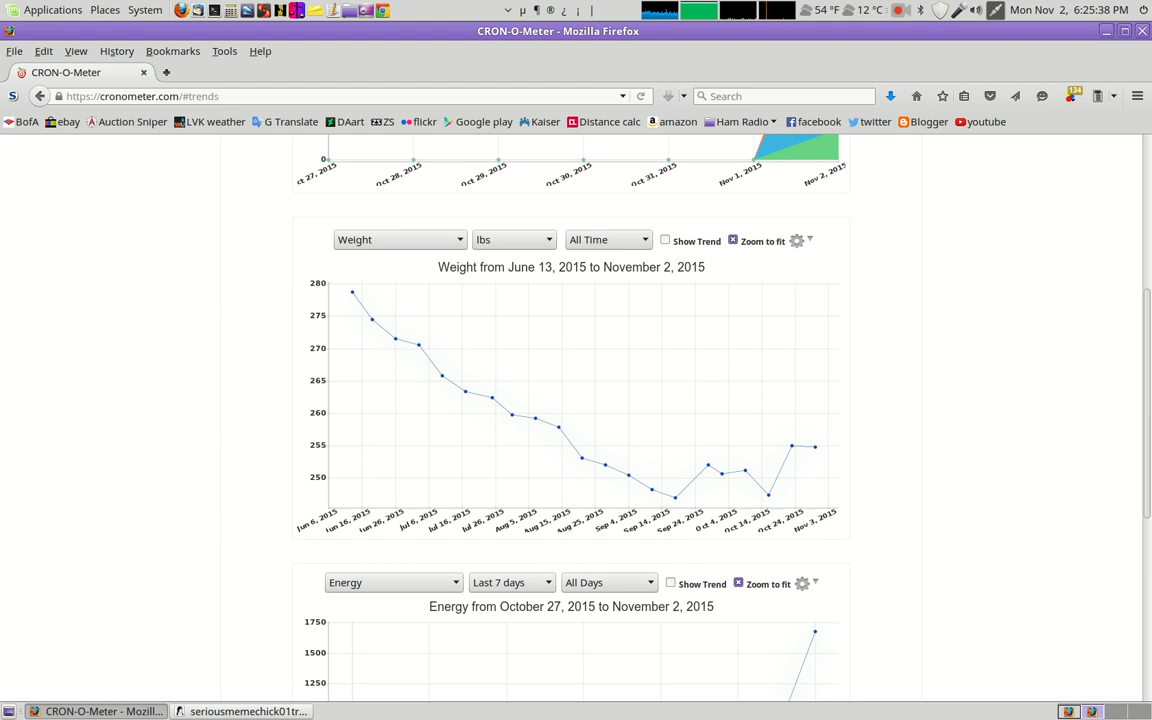 Applications Places System µ ¶ ® ¿ ¡ | 54 °F 12 °C Mon Nov 2, 6:25:38 PM
CRON-O-Meter - Mozilla Firefox
File Edit View History Bookmarks Tools Help
CRON-O-Meter
https://cronometer.com/#trends Search 134
BofA ebay Auction Sniper LVK weather G Translate DArt ZS flickr Google play Kaiser Distance calc amazon Ham Radio facebook twitter Blogger youtube
0
ct 27, 2015 Oct 28, 2015 Oct 29, 2015 Oct 30, 2015 Oct 31, 2015 Nov 1, 2015 Nov 2, 2015
Weight lbs All Time Show Trend Zoom to fit
Weight from June 13, 2015 to November 2, 2015
280
275
270
265
260
255
250
Jun 6, 2015 Jun 16, 2015 Jun 26, 2015 Jul 6, 2015 Jul 16, 2015 Jul 26, 2015 Aug 5, 2015 Aug 15, 2015 Aug 25, 2015 Sep 4, 2015 Sep 14, 2015 Sep 24, 2015 Oct 4, 2015 Oct 14, 2015 Oct 24, 2015 Nov 3, 2015
Energy Last 7 days All Days Show Trend Zoom to fit
Energy from October 27, 2015 to November 2, 2015
1750
1500
1250
CRON-O-Meter - Mozill... seriousmemechick01tr...